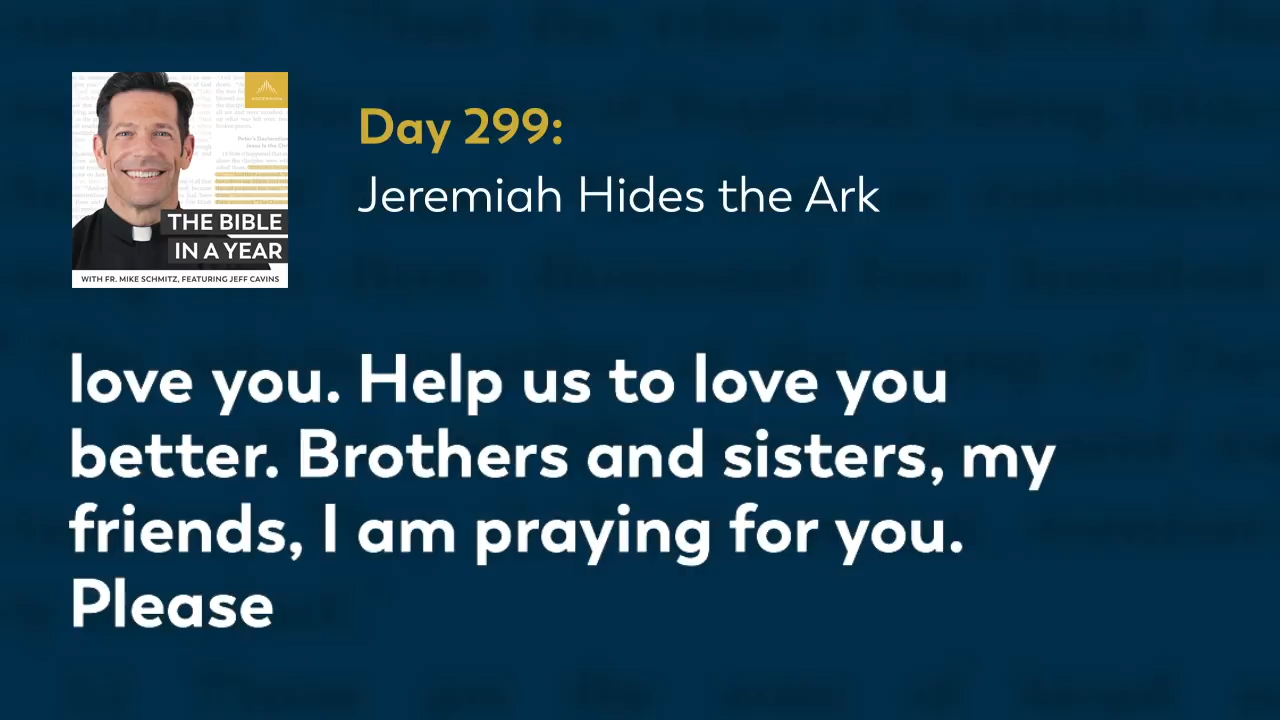 Day 299:
Jeremiah Hides the Ark
THE BIBLE
IN A YEAR
WITH FR. MIKE SCHMITZ, FEATURING JEFF CAVINS
love you. Help us to love you
better. Brothers and sisters, my
friends, I am praying for you.
Please